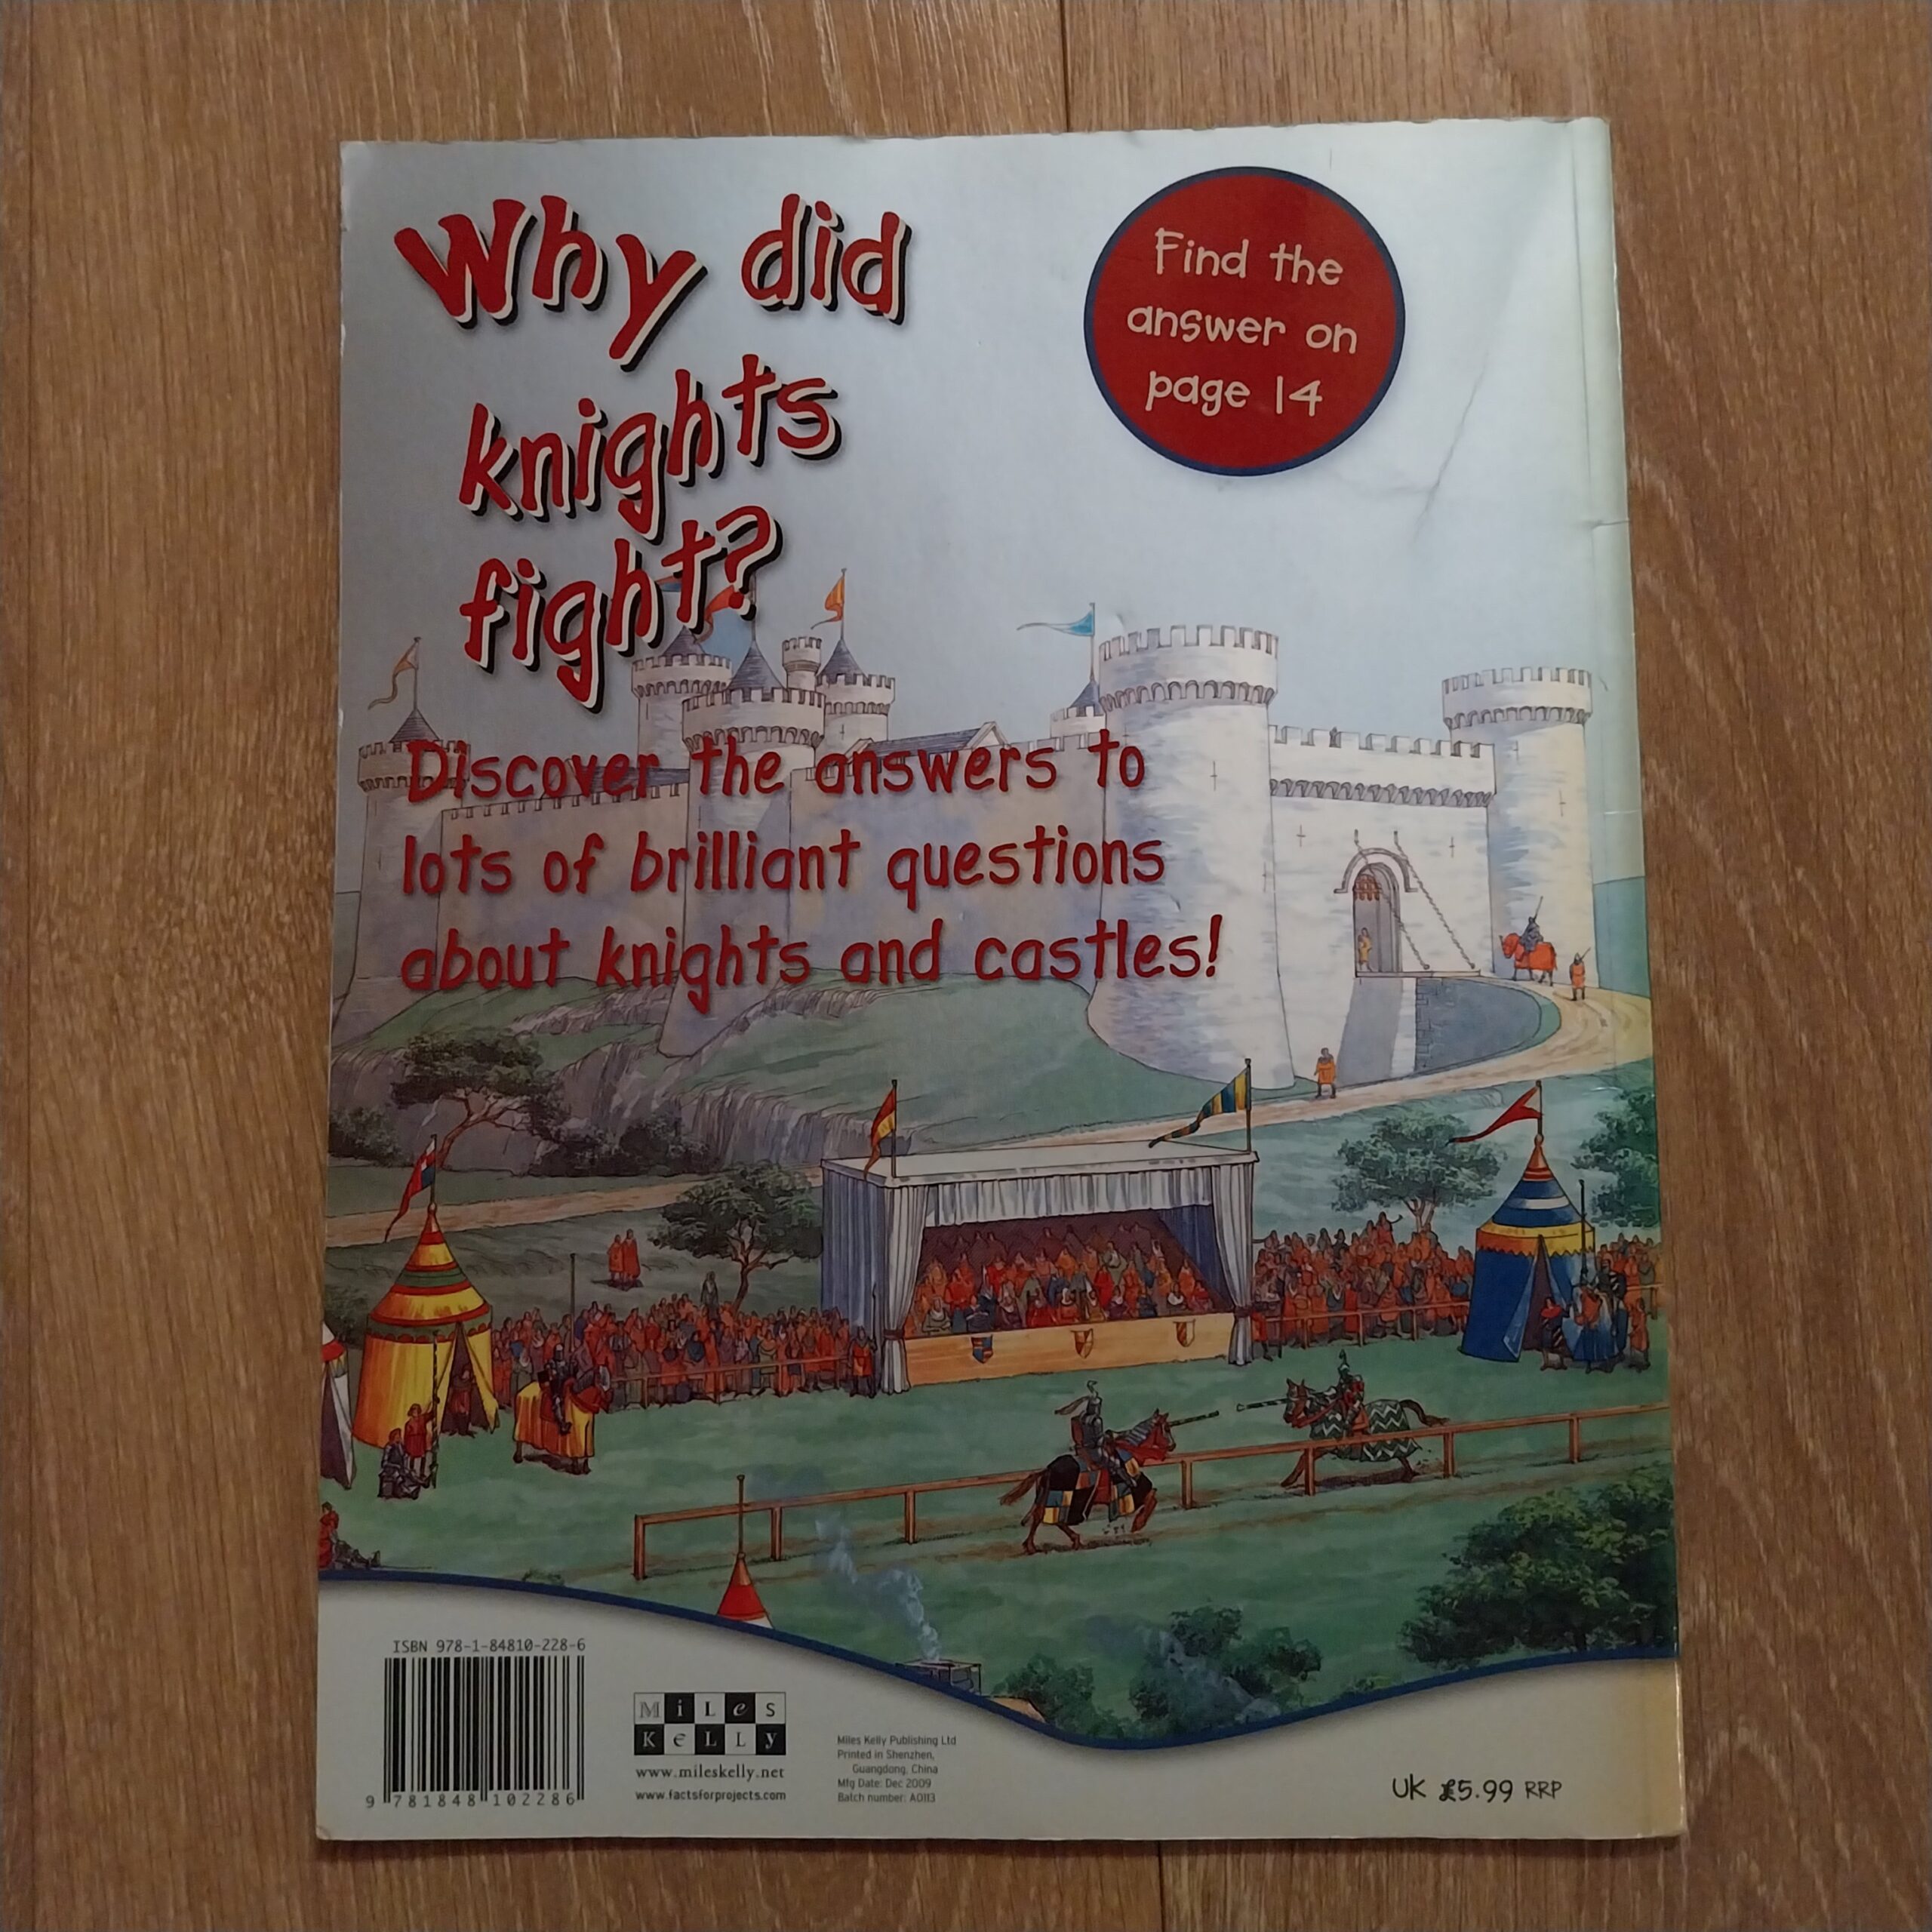 Why did
knights
fight?
Find the
answer on
page 14
Discover the answers to
lots of brilliant questions
about knights and castles!
ISBN 978-1-84810-228-6
9 781848 102286
MiLes
KeLLy
www.mileskelly.net
www.factsforprojects.com
Miles Kelly Publishing Ltd
Printed in Shenzhen,
Guangdong, China
Mfg Date: Dec 2009
Batch number: A0113
UK £5.99 RRP